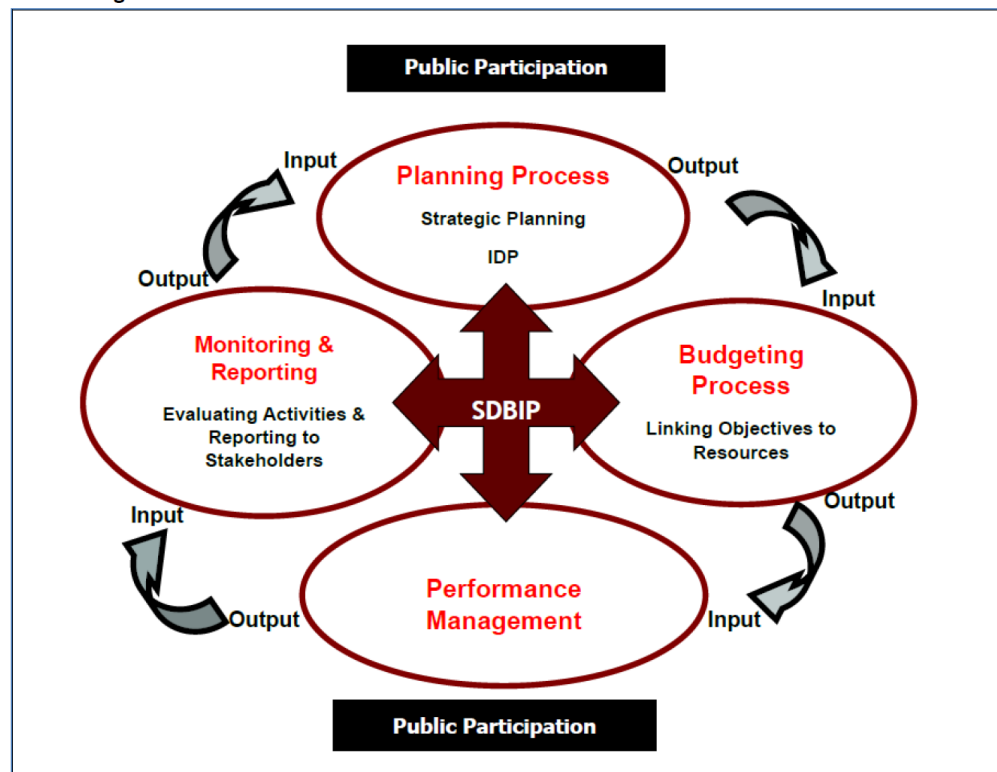 Public Participation
Input
Planning Process
Output
Strategic Planning
IDP
Output
Input
Monitoring &
Reporting
Evaluating Activities &
Reporting to
Stakeholders
SDBIP
Budgeting
Process
Linking Objectives to
Resources
Input
Output
Performance
Management
Output
Input
Public Participation